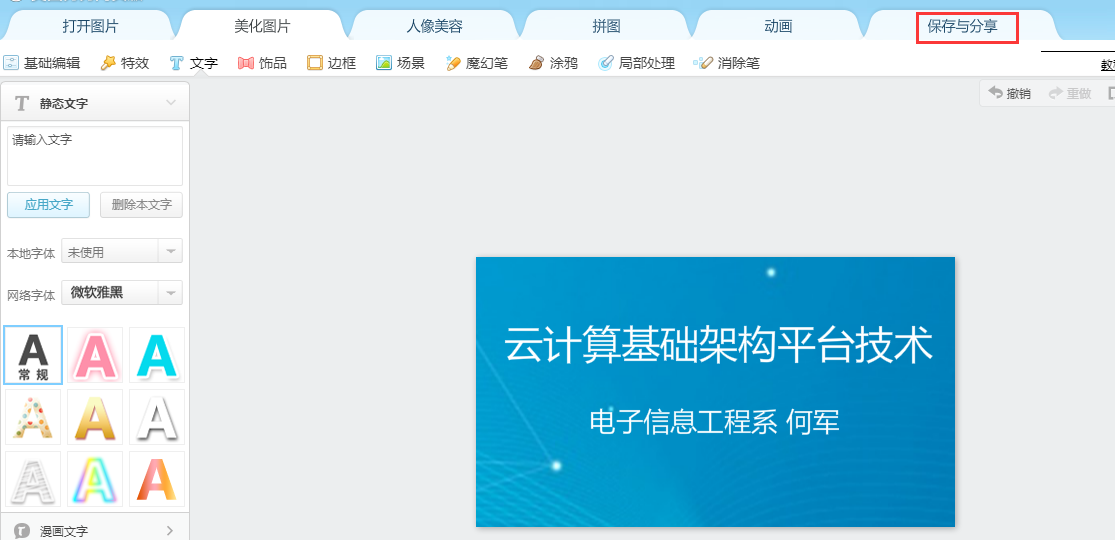 打开图片 美化图片 人像美容 拼图 动画 保存与分享
基础编辑 特效 文字 饰品 边框 场景 魔幻笔 涂鸦 局部处理 消除笔
T 静态文字
撤销 重做
请输入文字
应用文字 删除本文字
本地字体 未使用
网络字体 微软雅黑
A 常规 A A
A A A
A A A
漫画文字
云计算基础架构平台技术
电子信息工程系 何军